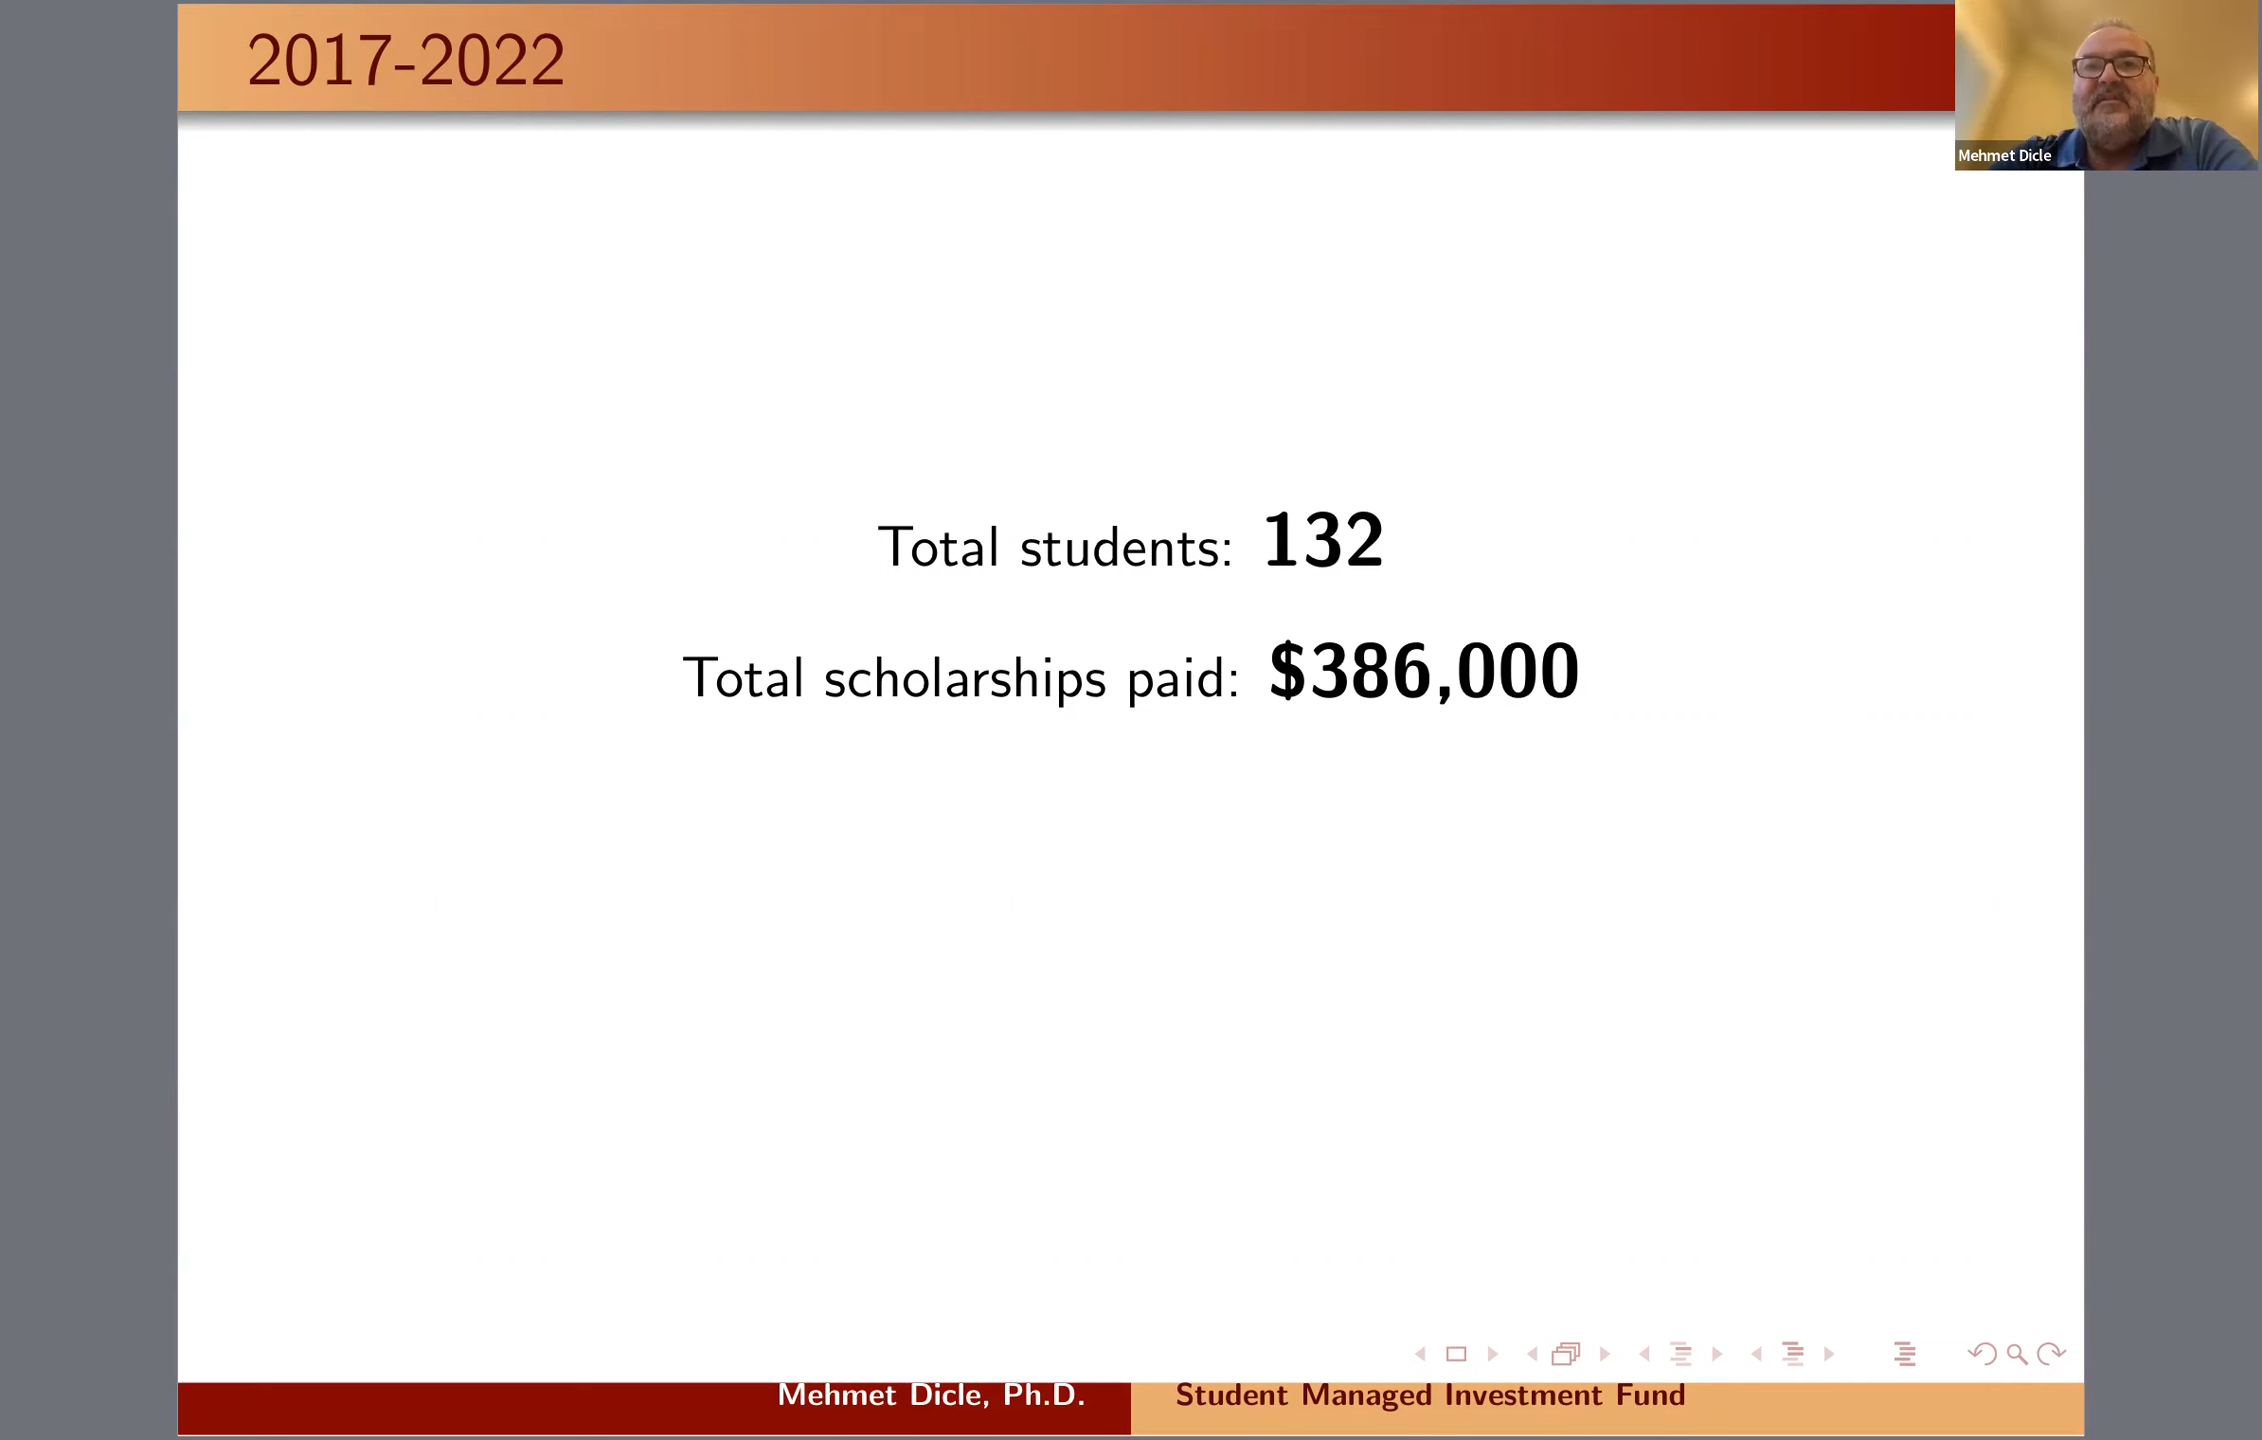 2017-2022
Mehmet Dicle
Total students: 132
Total scholarships paid: $386,000
Mehmet Dicle, Ph.D.
Student Managed Investment Fund